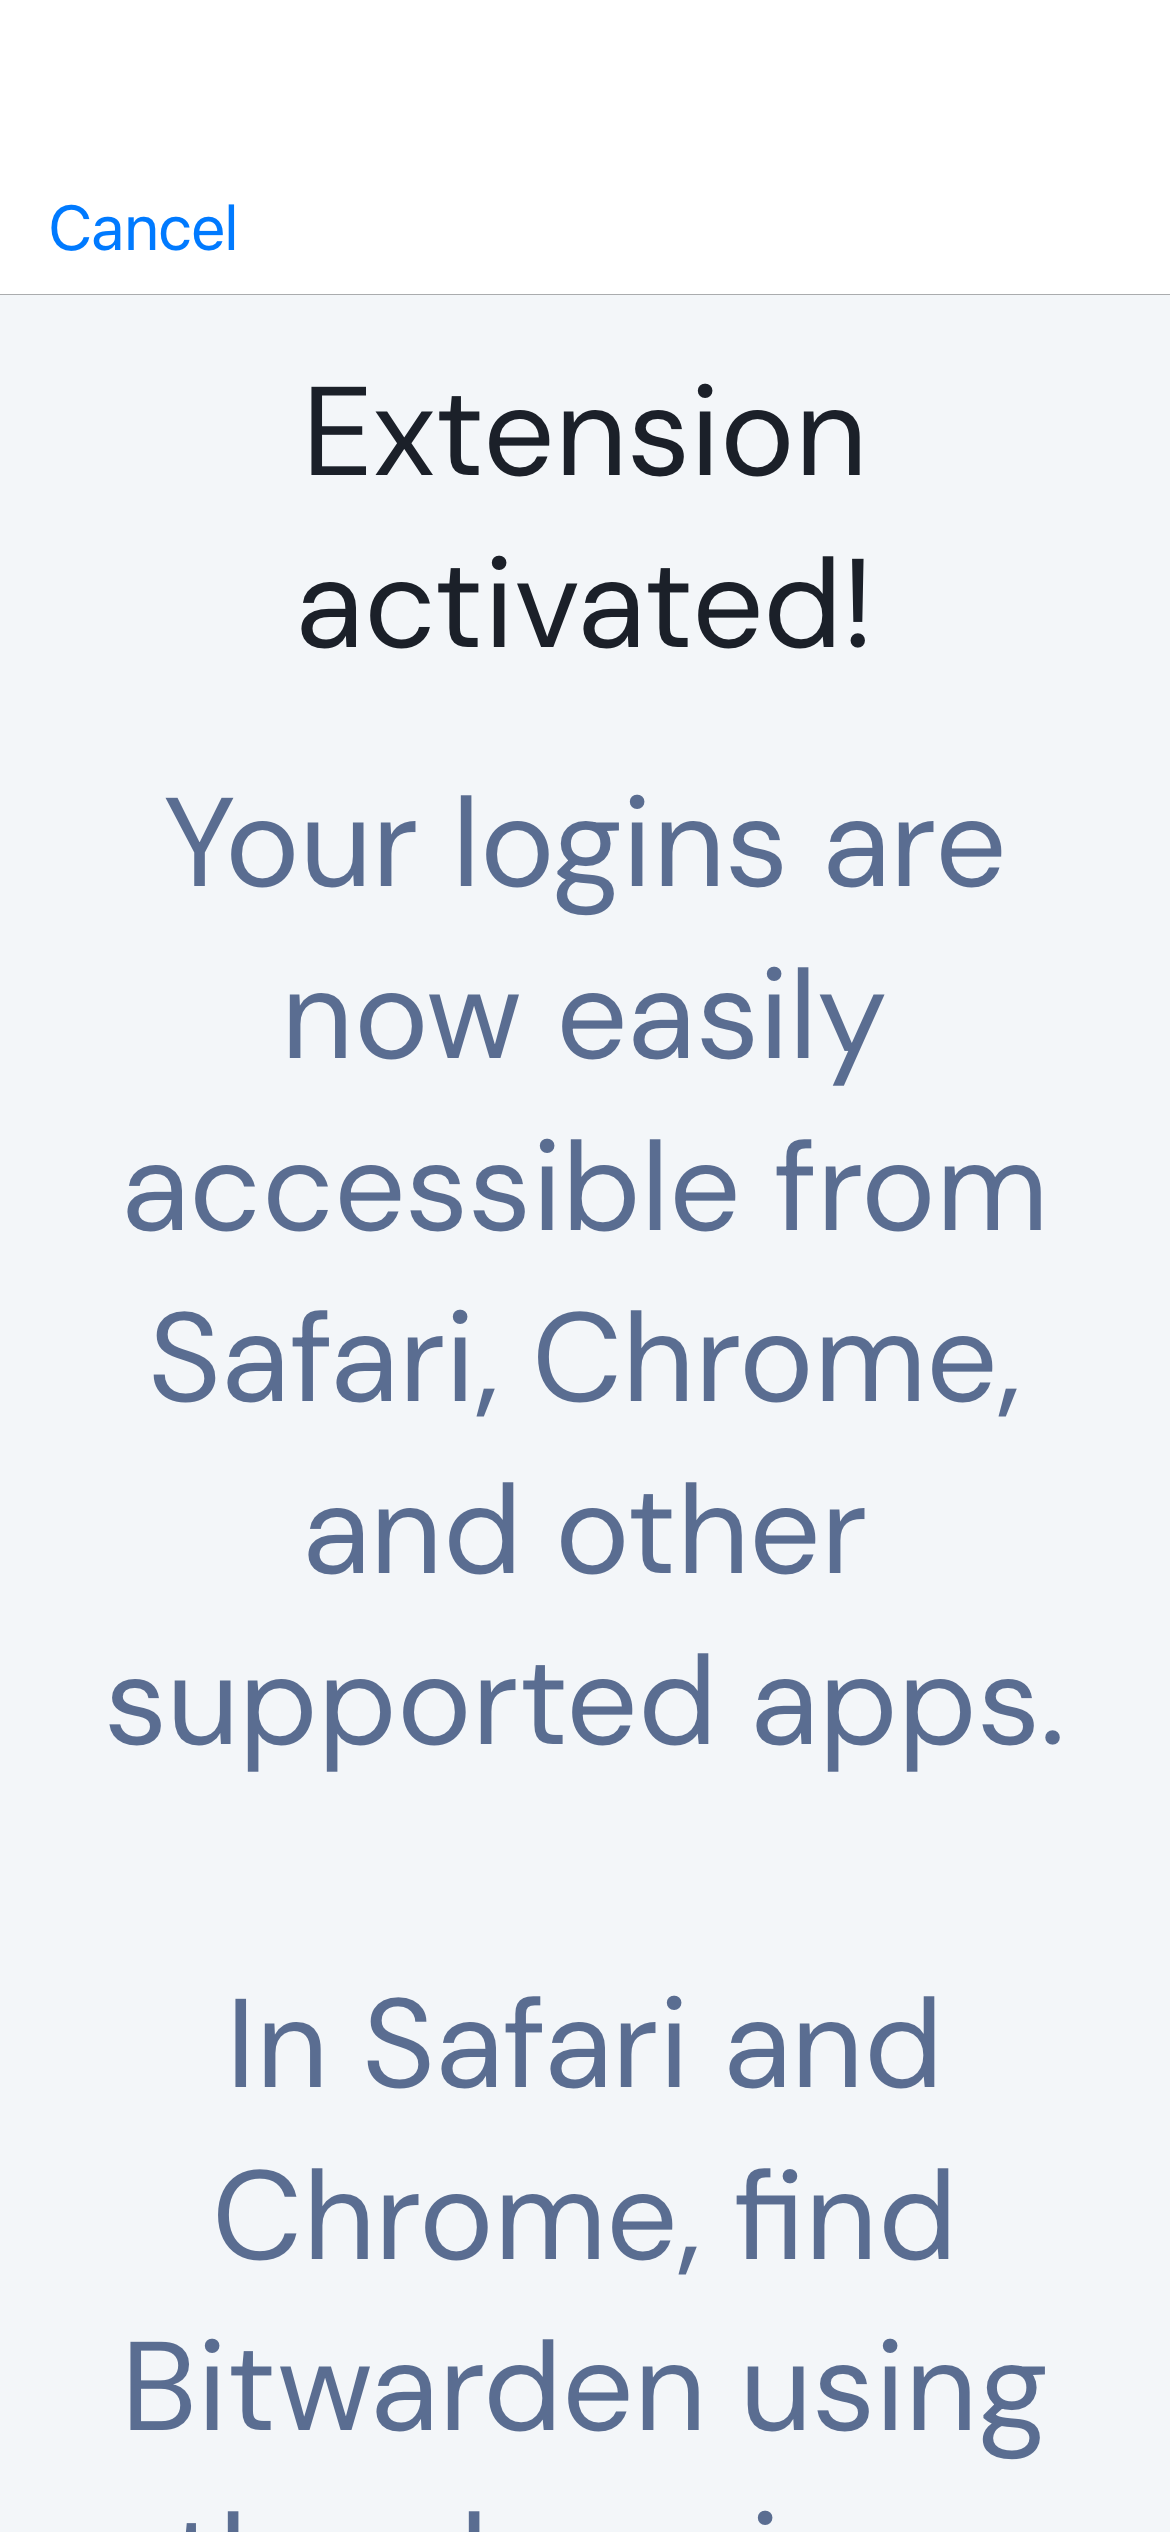 Cancel
Extension
activated!
Your logins are
now easily
accessible from
Safari, Chrome,
and other
supported apps.
In Safari and
Chrome, find
Bitwarden using